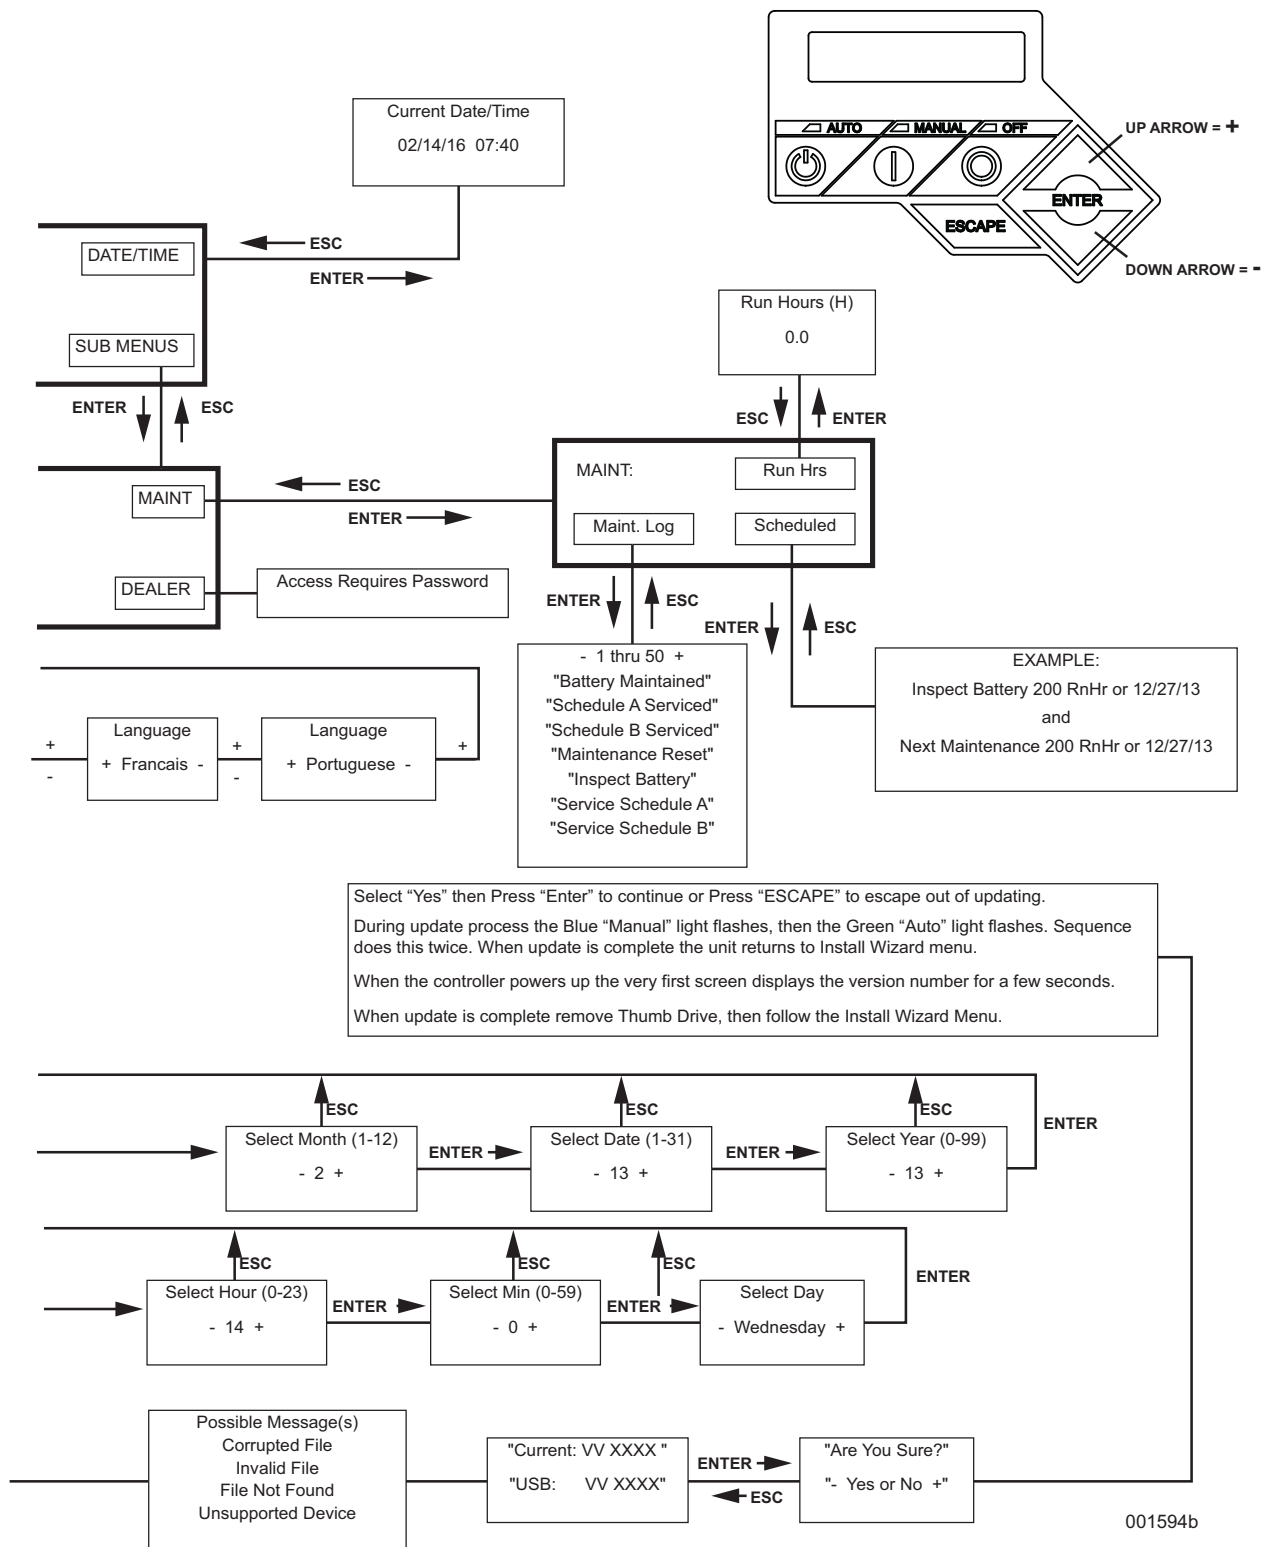 AUTO
MANUAL
OFF
UP ARROW = +
ENTER
ESCAPE
DOWN ARROW = -
Current Date/Time
02/14/16 07:40
ESC
ENTER
DATE/TIME
SUB MENUS
ENTER
ESC
Run Hours (H)
0.0
ESC
ENTER
MAINT
ESC
ENTER
MAINT:
Run Hrs
Maint. Log
Scheduled
DEALER
Access Requires Password
ENTER
ESC
ENTER
ESC
- 1 thru 50 +
"Battery Maintained"
"Schedule A Serviced"
"Schedule B Serviced"
"Maintenance Reset"
"Inspect Battery"
"Service Schedule A"
"Service Schedule B"
EXAMPLE:
Inspect Battery 200 RnHr or 12/27/13
and
Next Maintenance 200 RnHr or 12/27/13
+
-
Language
+ Francais -
+
-
Language
+ Portuguese -
+
Select “Yes” then Press “Enter” to continue or Press “ESCAPE” to escape out of updating.
During update process the Blue “Manual” light flashes, then the Green “Auto” light flashes. Sequence
does this twice. When update is complete the unit returns to Install Wizard menu.
When the controller powers up the very first screen displays the version number for a few seconds.
When update is complete remove Thumb Drive, then follow the Install Wizard Menu.
ESC
ESC
ESC
Select Month (1-12)
- 2 +
ENTER
Select Date (1-31)
- 13 +
ENTER
Select Year (0-99)
- 13 +
ENTER
ESC
ESC
ESC
Select Hour (0-23)
- 14 +
ENTER
Select Min (0-59)
- 0 +
ENTER
Select Day
- Wednesday +
ENTER
Possible Message(s)
Corrupted File
Invalid File
File Not Found
Unsupported Device
"Current: VV XXXX "
"USB: VV XXXX"
ENTER
ESC
"Are You Sure?"
"- Yes or No +"
001594b